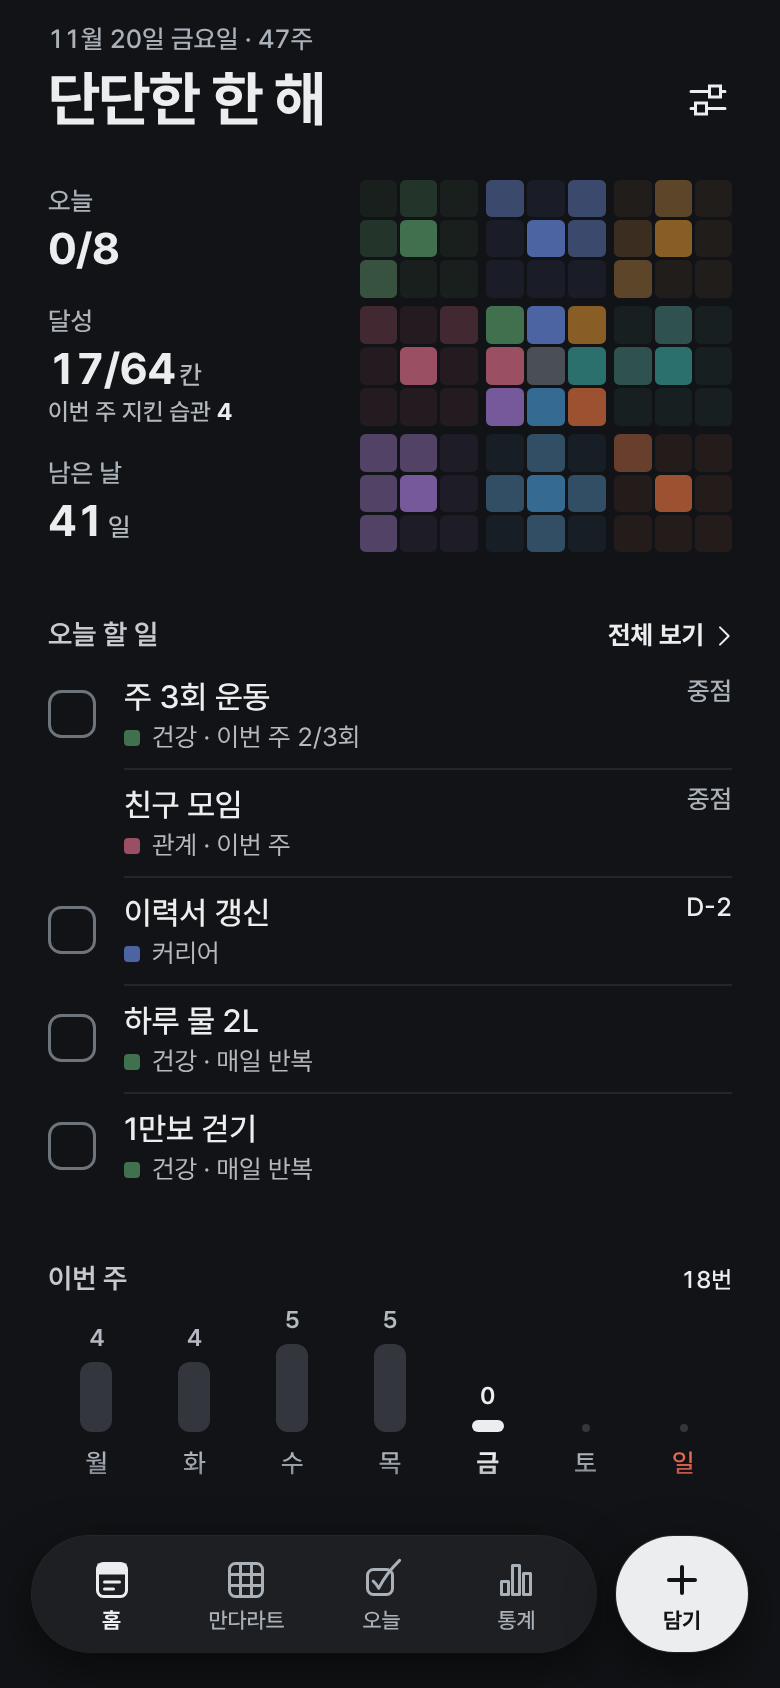 11월 20일 금요일 · 47주
단단한 한 해
오늘
0/8
달성
17/64칸
이번 주 지킨 습관 4
남은 날
41일
오늘 할 일
전체 보기
주 3회 운동
중점
건강 · 이번 주 2/3회
친구 모임
중점
관계 · 이번 주
이력서 갱신
D-2
커리어
하루 물 2L
건강 · 매일 반복
1만보 걷기
건강 · 매일 반복
이번 주
18번
4 4 5 5 0
월 화 수 목 금 토 일
홈 만다라트 오늘 통계 담기